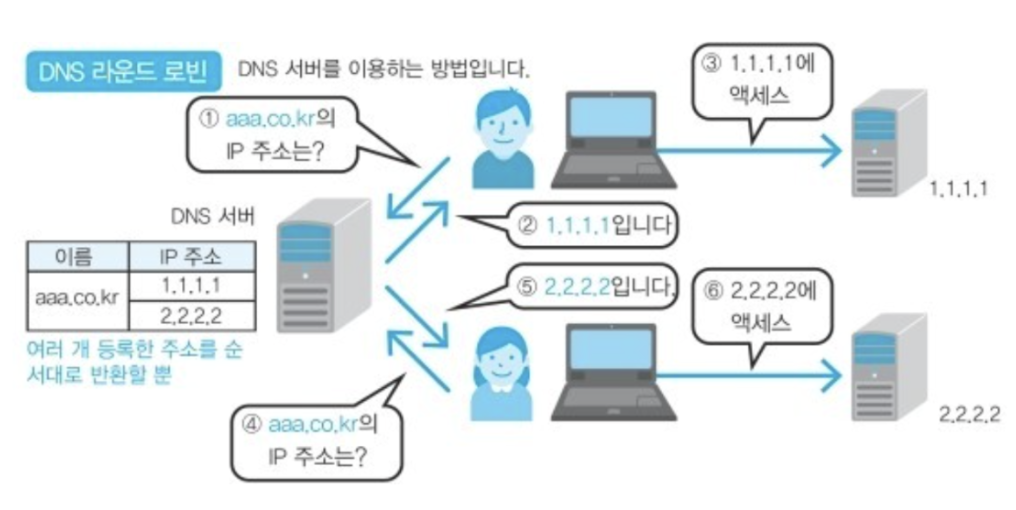 DNS 라운드 로빈
DNS 서버를 이용하는 방법입니다.
① aaa.co.kr의
IP 주소는?
③ 1.1.1.1에
액세스
1.1.1.1
DNS 서버
② 1.1.1.1입니다
이름
IP 주소
aaa.co.kr
1.1.1.1
2.2.2.2
여러 개 등록한 주소를 순
서대로 반환할 뿐
⑤ 2.2.2.2입니다.
⑥ 2.2.2.2에
액세스
2.2.2.2
④ aaa.co.kr의
IP 주소는?